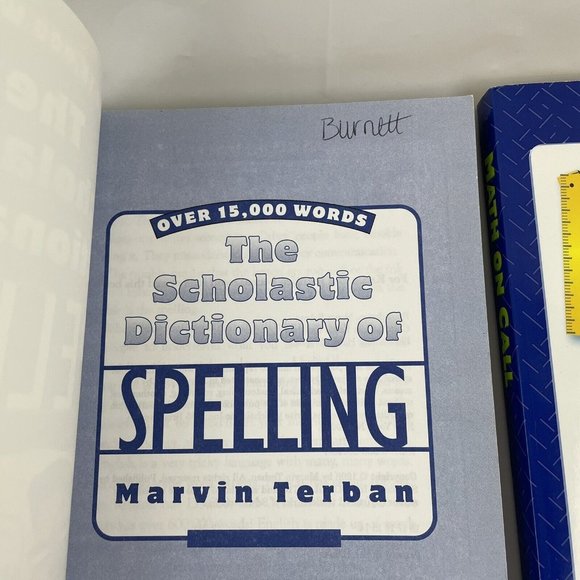 Burnett
OVER 15,000 WORDS
The
Scholastic
Dictionary of
SPELLING
Marvin Terban
MATH ON CALL